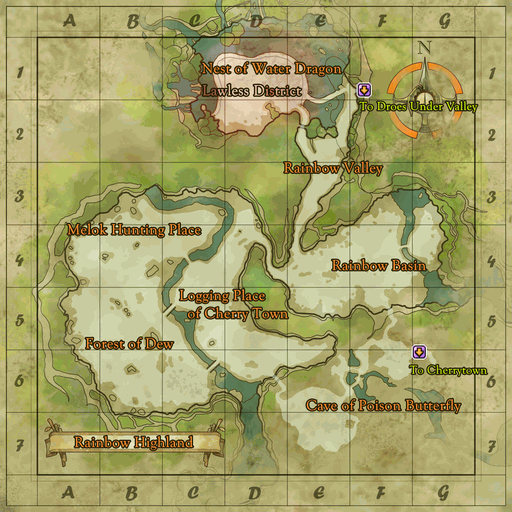 A B C D E F G
N
1 Nest of Water Dragon 1
Lawless District
To Drocs Under Valley
2 2
Rainbow Valley
3 3
Melok Hunting Place
4 4
Rainbow Basin
Logging Place
of Cherry Town
5 5
Forest of Dew
To Cherrytown
6 6
Cave of Poison Butterfly
Rainbow Highland
7 7
A B C D E F G